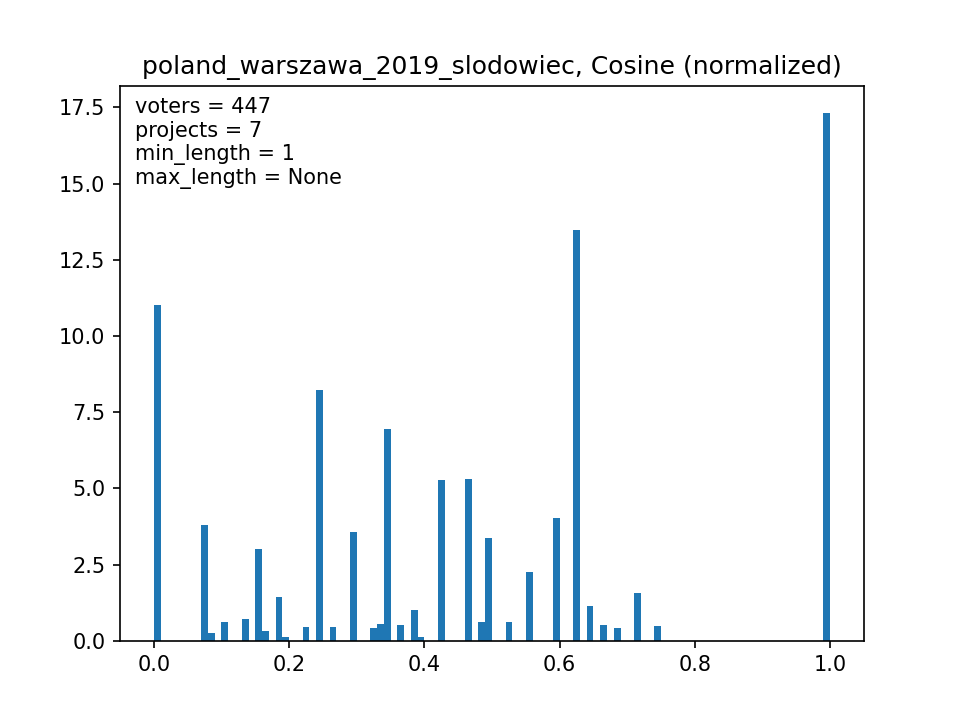 poland_warszawa_2019_slodowiec, Cosine (normalized)
voters = 447
projects = 7
min_length = 1
max_length = None
17.5
15.0
12.5
10.0
7.5
5.0
2.5
0.0
0.0 0.2 0.4 0.6 0.8 1.0